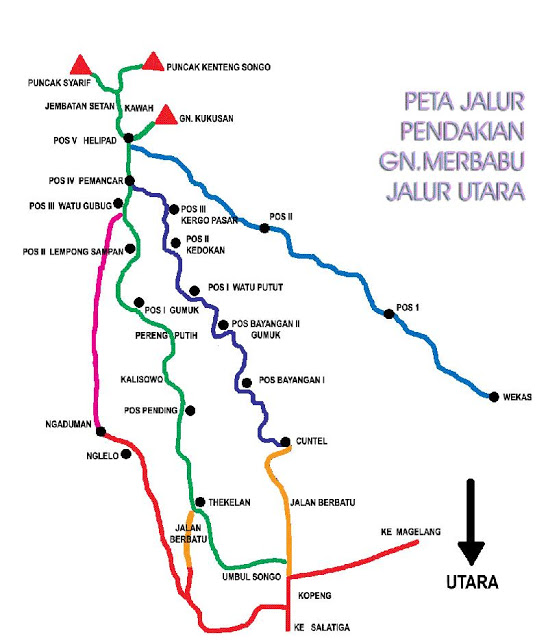 PETA JALUR
PENDAKIAN
GN.MERBABU
JALUR UTARA
PUNCAK KENTENG SONGO
PUNCAK SYARIF
JEMBATAN SETAN
KAWAH
GN. KUKUSAN
POS V HELIPAD
POS IV PEMANCAR
POS III WATU GUBUG
POS III
KERGO PASAR
POS II
POS II
KEDOKAN
POS II LEMPONG SAMPAN
POS I WATU PUTUT
POS I GUMUK
POS 1
POS BAYANGAN II
GUMUK
PERENG PUTIH
KALISOWO
POS BAYANGAN I
WEKAS
POS PENDING
NGADUMAN
CUNTEL
NGLELO
THEKELAN
JALAN BERBATU
JALAN
BERBATU
KE MAGELANG
UMBUL SONGO
UTARA
KOPENG
KE SALATIGA